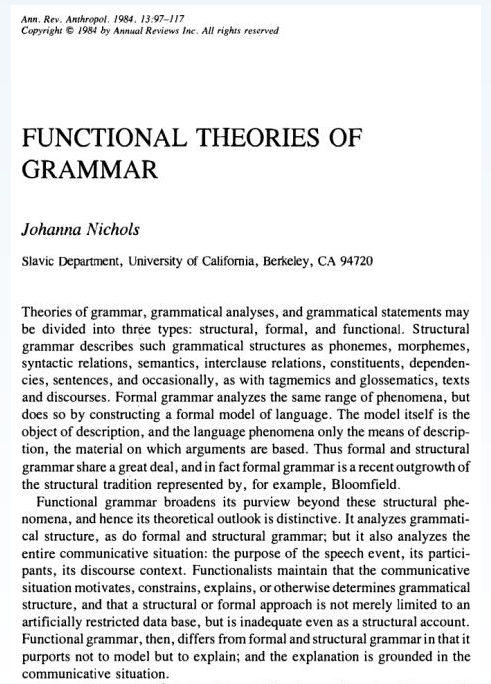 Ann. Rev. Anthropol. 1984. 13:97–117
Copyright © 1984 by Annual Reviews Inc. All rights reserved
FUNCTIONAL THEORIES OF
GRAMMAR
Johanna Nichols
Slavic Department, University of California, Berkeley, CA 94720
Theories of grammar, grammatical analyses, and grammatical statements may
be divided into three types: structural, formal, and functional. Structural
grammar describes such grammatical structures as phonemes, morphemes,
syntactic relations, semantics, interclause relations, constituents, dependen-
cies, sentences, and occasionally, as with tagmemics and glossematics, texts
and discourses. Formal grammar analyzes the same range of phenomena, but
does so by constructing a formal model of language. The model itself is the
object of description, and the language phenomena only the means of descrip-
tion, the material on which arguments are based. Thus formal and structural
grammar share a great deal, and in fact formal grammar is a recent outgrowth of
the structural tradition represented by, for example, Bloomfield.
Functional grammar broadens its purview beyond these structural phe-
nomena, and hence its theoretical outlook is distinctive. It analyzes grammati-
cal structure, as do formal and structural grammar; but it also analyzes the
entire communicative situation: the purpose of the speech event, its partici-
pants, its discourse context. Functionalists maintain that the communicative
situation motivates, constrains, explains, or otherwise determines grammatical
structure, and that a structural or formal approach is not merely limited to an
artificially restricted data base, but is inadequate even as a structural account.
Functional grammar, then, differs from formal and structural grammar in that it
purports not to model but to explain; and the explanation is grounded in the
communicative situation.